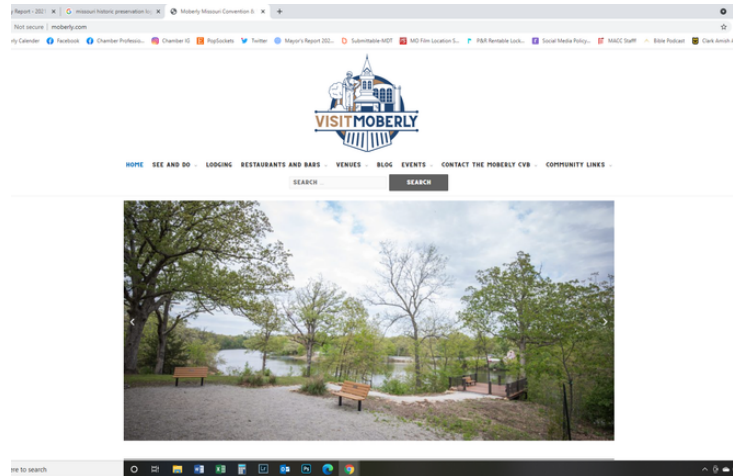 Report - 2021 missouri historic preservation Moberly Missouri Convention &
Not secure moberly.com
Calender Facebook Chamber Professio... Chamber IG PopSockets Twitter Mayor's Report 202... Submittable-MDT MO Film Location S... P&R Rentable Lock... Social Media Policy... MACC Staff! Bible Podcast Clark Amish
VISITMOBERLY
HOME SEE AND DO LODGING RESTAURANTS AND BARS VENUES BLOG EVENTS CONTACT THE MOBERLY CVB COMMUNITY LINKS
SEARCH ... SEARCH
re to search